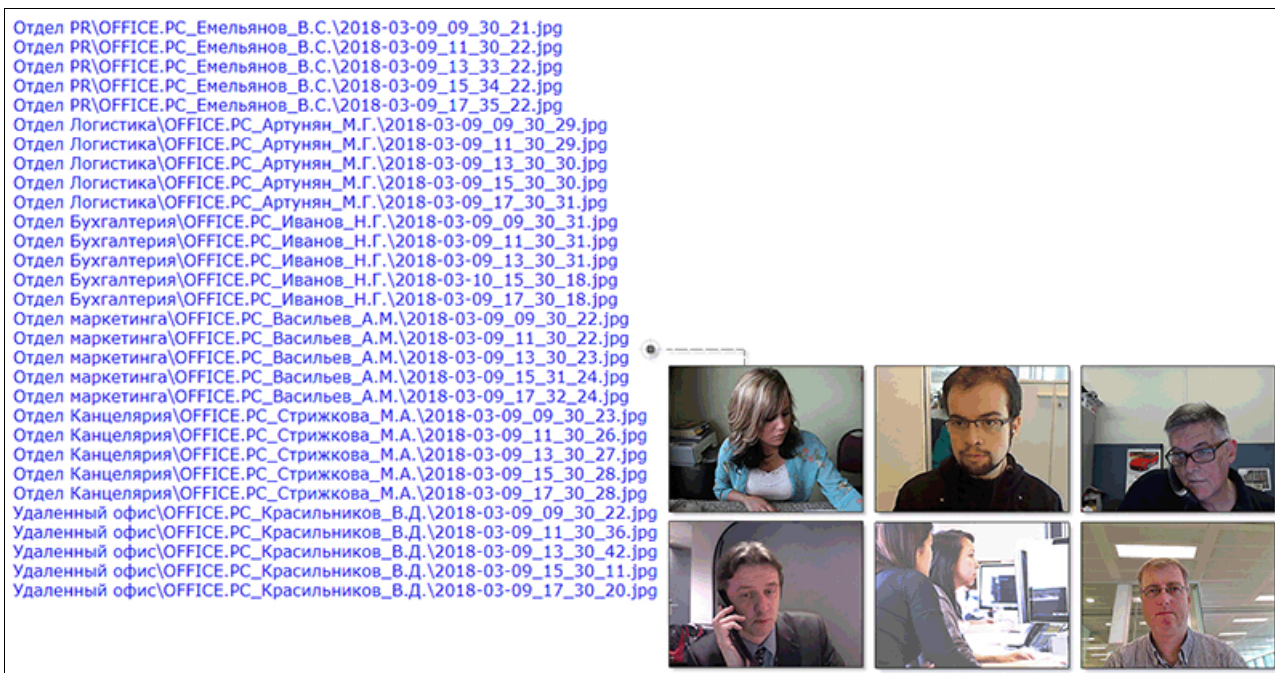 Отдел PR\OFFICE.PC_Емельянов_В.С.\2018-03-09_09_30_21.jpg
Отдел PR\OFFICE.PC_Емельянов_В.С.\2018-03-09_11_30_22.jpg
Отдел PR\OFFICE.PC_Емельянов_В.С.\2018-03-09_13_33_22.jpg
Отдел PR\OFFICE.PC_Емельянов_В.С.\2018-03-09_15_34_22.jpg
Отдел PR\OFFICE.PC_Емельянов_В.С.\2018-03-09_17_35_22.jpg
Отдел Логистика\OFFICE.PC_Артунян_М.Г.\2018-03-09_09_30_29.jpg
Отдел Логистика\OFFICE.PC_Артунян_М.Г.\2018-03-09_11_30_29.jpg
Отдел Логистика\OFFICE.PC_Артунян_М.Г.\2018-03-09_13_30_30.jpg
Отдел Логистика\OFFICE.PC_Артунян_М.Г.\2018-03-09_15_30_30.jpg
Отдел Логистика\OFFICE.PC_Артунян_М.Г.\2018-03-09_17_30_31.jpg
Отдел Бухгалтерия\OFFICE.PC_Иванов_Н.Г.\2018-03-09_09_30_31.jpg
Отдел Бухгалтерия\OFFICE.PC_Иванов_Н.Г.\2018-03-09_11_30_31.jpg
Отдел Бухгалтерия\OFFICE.PC_Иванов_Н.Г.\2018-03-09_13_30_31.jpg
Отдел Бухгалтерия\OFFICE.PC_Иванов_Н.Г.\2018-03-10_15_30_18.jpg
Отдел Бухгалтерия\OFFICE.PC_Иванов_Н.Г.\2018-03-09_17_30_18.jpg
Отдел маркетинга\OFFICE.PC_Васильев_А.М.\2018-03-09_09_30_22.jpg
Отдел маркетинга\OFFICE.PC_Васильев_А.М.\2018-03-09_11_30_22.jpg
Отдел маркетинга\OFFICE.PC_Васильев_А.М.\2018-03-09_13_30_23.jpg
Отдел маркетинга\OFFICE.PC_Васильев_А.М.\2018-03-09_15_31_24.jpg
Отдел маркетинга\OFFICE.PC_Васильев_А.М.\2018-03-09_17_32_24.jpg
Отдел Канцелярия\OFFICE.PC_Стрижкова_М.А.\2018-03-09_09_30_23.jpg
Отдел Канцелярия\OFFICE.PC_Стрижкова_М.А.\2018-03-09_11_30_26.jpg
Отдел Канцелярия\OFFICE.PC_Стрижкова_М.А.\2018-03-09_13_30_27.jpg
Отдел Канцелярия\OFFICE.PC_Стрижкова_М.А.\2018-03-09_15_30_28.jpg
Отдел Канцелярия\OFFICE.PC_Стрижкова_М.А.\2018-03-09_17_30_28.jpg
Удаленный офис\OFFICE.PC_Красильников_В.Д.\2018-03-09_09_30_22.jpg
Удаленный офис\OFFICE.PC_Красильников_В.Д.\2018-03-09_11_30_36.jpg
Удаленный офис\OFFICE.PC_Красильников_В.Д.\2018-03-09_13_30_42.jpg
Удаленный офис\OFFICE.PC_Красильников_В.Д.\2018-03-09_15_30_11.jpg
Удаленный офис\OFFICE.PC_Красильников_В.Д.\2018-03-09_17_30_20.jpg